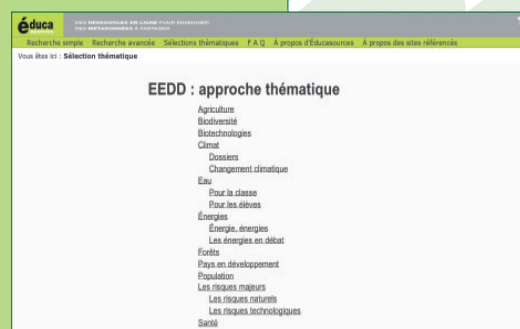 éduca
DES RESSOURCES EN LIGNE POUR ENSEIGNER
DES MÉTADONNÉES À PARTAGER
Recherche simple Recherche avancée Sélections thématiques F A Q À propos d'Éducasources À propos des sites référencés
Vous êtes ici : Sélection thématique
EEDD : approche thématique
Agriculture
Biodiversité
Biotechnologies
Climat
Dossiers
Changement climatique
Eau
Pour la classe
Pour les élèves
Énergies
Énergie, énergies
Les énergies en débat
Forêts
Pays en développement
Population
Les risques majeurs
Les risques naturels
Les risques technologiques
Santé